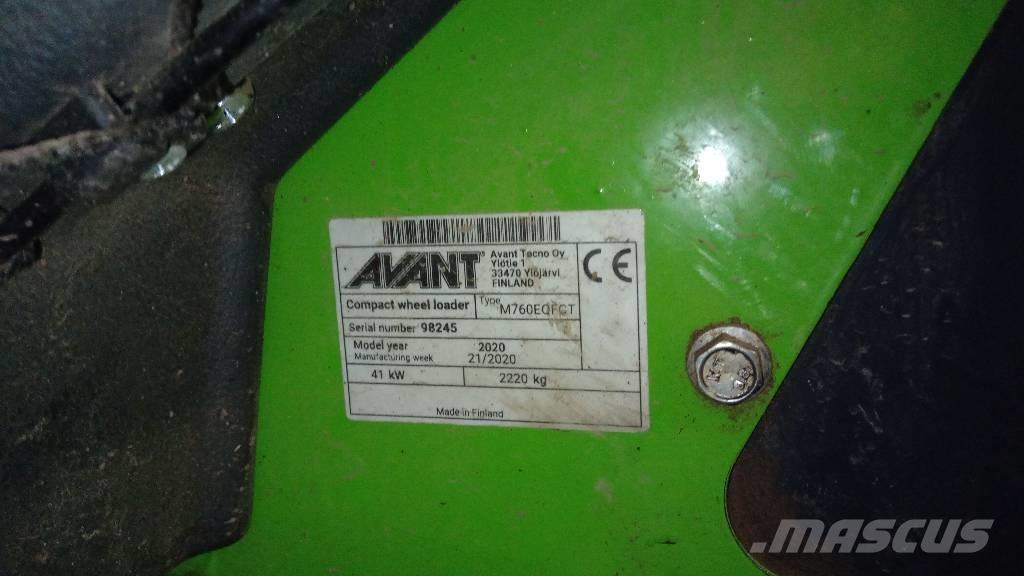 AVANT
Avant Tecno Oy
Ylötie 1
33470 Ylöjärvi
FINLAND
CE
Compact wheel loader Type M760EQFCT
Serial number 98245
Model year 2020
Manufacturing week 21/2020
41 kW 2220 kg
Made in Finland
.MASCUS